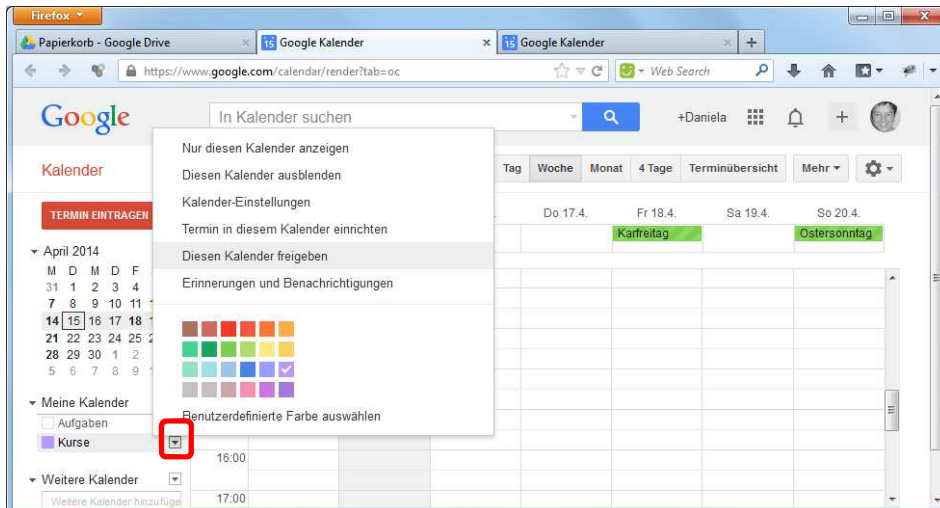 Firefox
Papierkorb - Google Drive
Google Kalender
Google Kalender
https://www.google.com/calendar/render?tab=oc
Web Search
Google
In Kalender suchen
+Daniela
Kalender
Tag Woche Monat 4 Tage Terminübersicht Mehr
TERMIN EINTRAGEN
Nur diesen Kalender anzeigen
Diesen Kalender ausblenden
Kalender-Einstellungen
Termin in diesem Kalender einrichten
Diesen Kalender freigeben
Erinnerungen und Benachrichtigungen
Benutzerdefinierte Farbe auswählen
Do 17.4. Fr 18.4. Sa 19.4. So 20.4.
Karfreitag Ostersonntag
April 2014
M D M D F
31 1 2 3 4
7 8 9 10 11
14 15 16 17 18
21 22 23 24 25
28 29 30 1 2
5 6 7 8 9
Meine Kalender
Aufgaben
Kurse
Weitere Kalender
Weitere Kalender hinzufüge
16:00
17:00